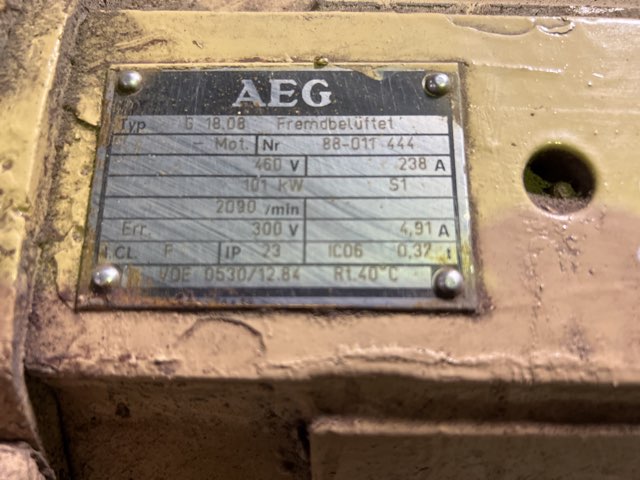 AEG
Typ G 18.08 Fremdbelüftet
– Mot. Nr 88-011 444
460 V 238 A
101 kW S1
2090 /min
Err. 300 V 4,91 A
I.CL. F IP 23 IC06 0,37 t
VDE 0530/12.84 Rt.40°C